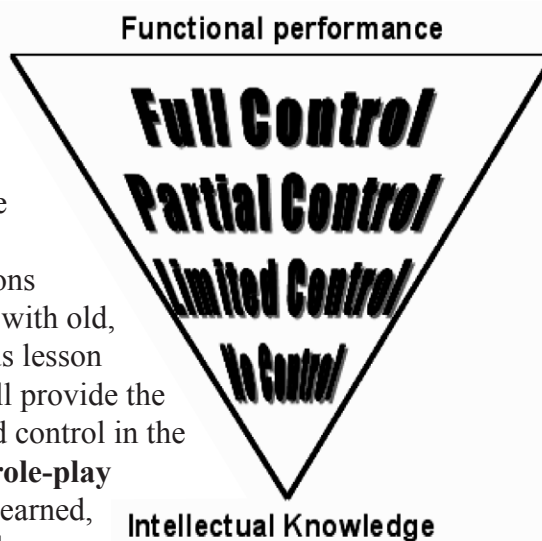 Functional performance
Full Control
Partial Control
Limited Control
No Control
Intellectual Knowledge
e
ons
with old,
s lesson
ll provide the
d control in the
role-play
earned,